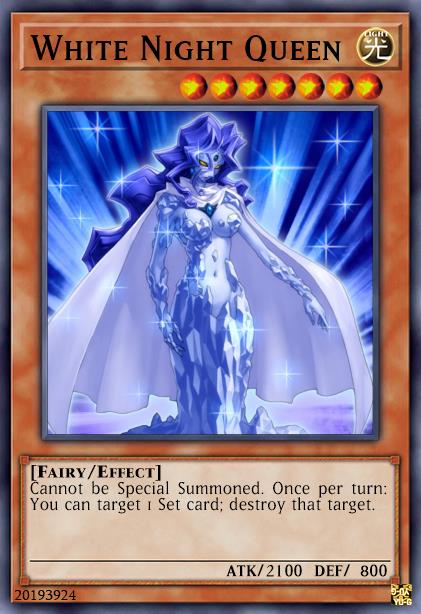 White Night Queen
LIGHT
光
[Fairy/Effect]
Cannot be Special Summoned. Once per turn:
You can target 1 Set card; destroy that target.
ATK/2100 DEF/ 800
20193924